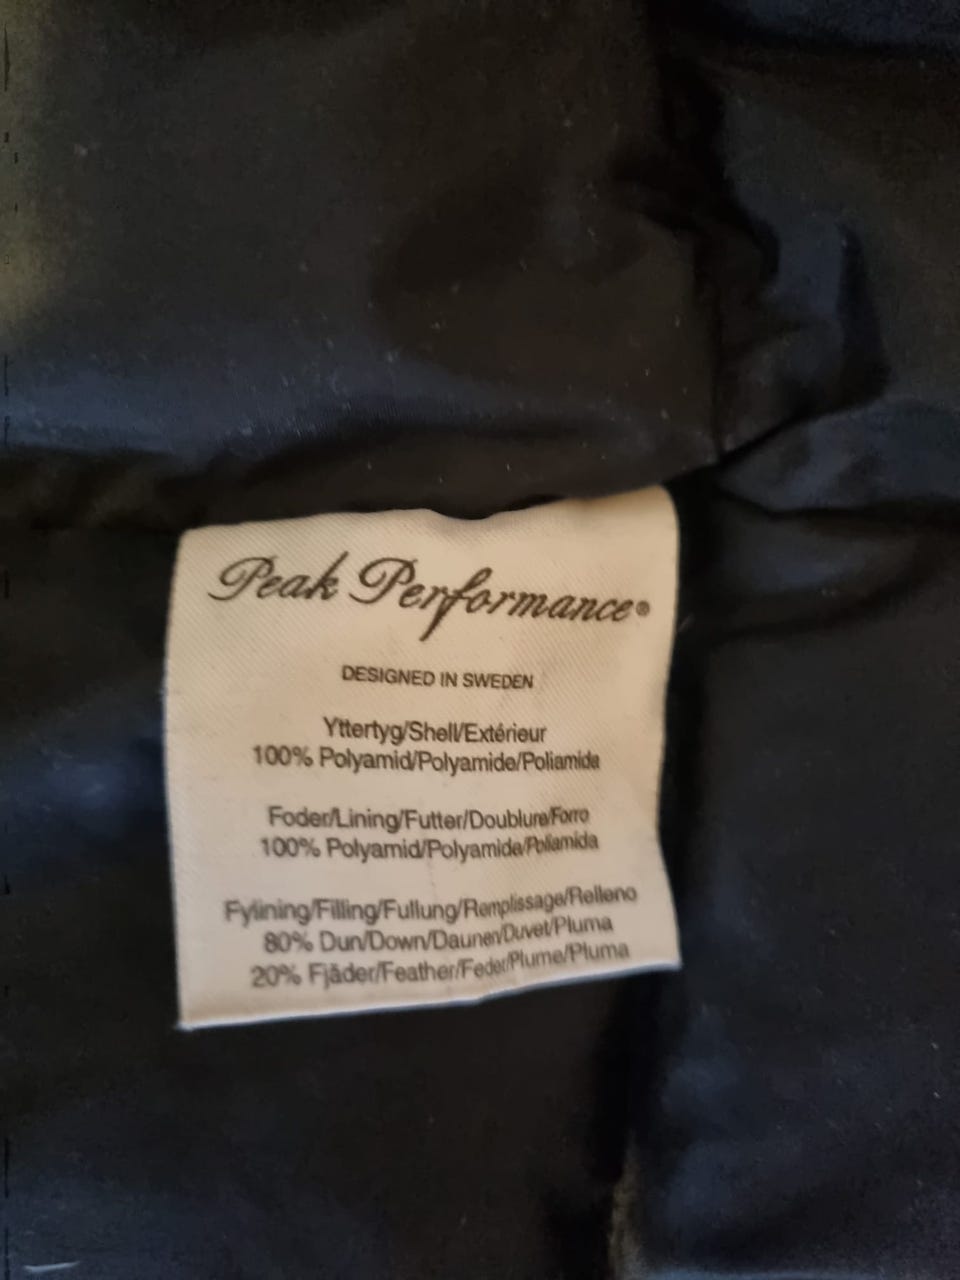 Peak Performance®
DESIGNED IN SWEDEN
Yttertyg/Shell/Extérieur
100% Polyamid/Polyamide/Poliamida
Foder/Lining/Futter/Doublure/Forro
100% Polyamid/Polyamide/Poliamida
Fyllning/Filling/Fullung/Remplissage/Relleno
80% Dun/Down/Daunen/Duvet/Pluma
20% Fjäder/Feather/Feder/Plume/Pluma